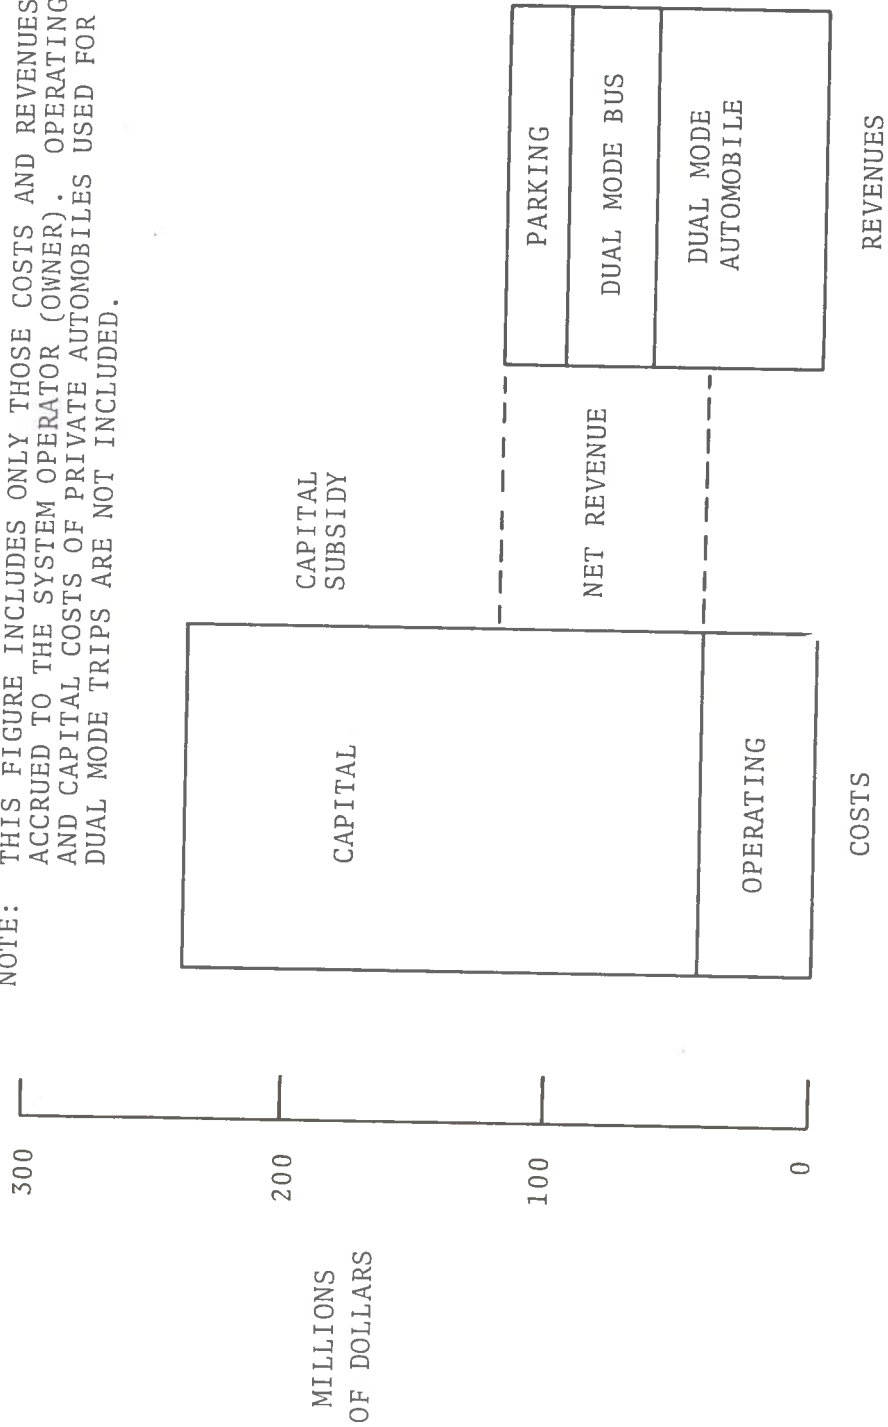 NOTE: THIS FIGURE INCLUDES ONLY THOSE COSTS AND REVENUES
ACCRUED TO THE SYSTEM OPERATOR (OWNER). OPERATING
AND CAPITAL COSTS OF PRIVATE AUTOMOBILES USED FOR
DUAL MODE TRIPS ARE NOT INCLUDED.
MILLIONS
OF DOLLARS
300
200
100
0
CAPITAL
OPERATING
COSTS
CAPITAL
SUBSIDY
NET REVENUE
PARKING
DUAL MODE BUS
DUAL MODE
AUTOMOBILE
REVENUES